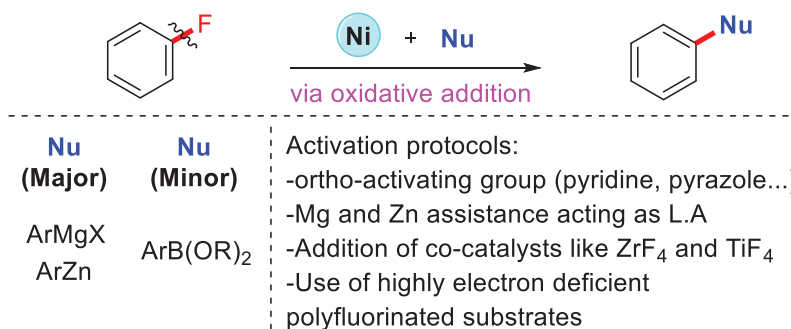 F
Ni + Nu
via oxidative addition
Nu
Nu
(Major)
Nu
(Minor)
ArMgX
ArZn
ArB(OR)2
Activation protocols:
-ortho-activating group (pyridine, pyrazole...)
-Mg and Zn assistance acting as L.A
-Addition of co-catalysts like ZrF4 and TiF4
-Use of highly electron deficient
polyfluorinated substrates